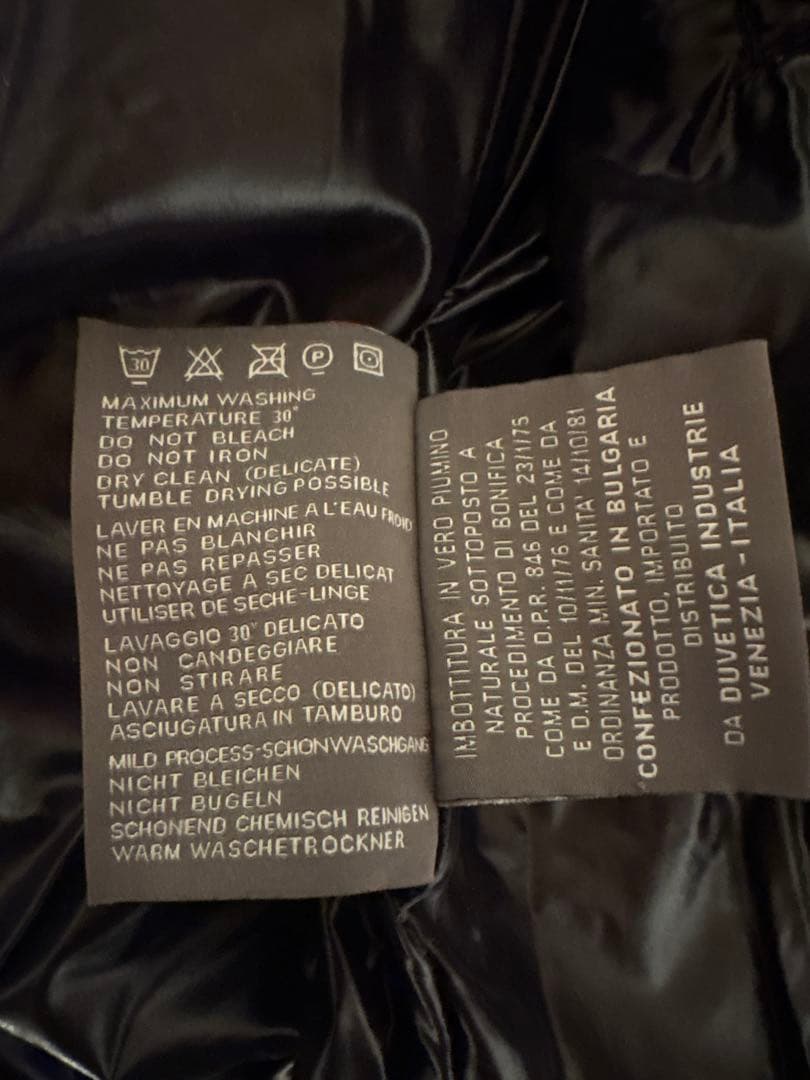 30
P
MAXIMUM WASHING
TEMPERATURE 30°
DO NOT BLEACH
DO NOT IRON
DRY CLEAN (DELICATE)
TUMBLE DRYING POSSIBLE
LAVER EN MACHINE A L'EAU FROID
NE PAS BLANCHIR
NE PAS REPASSER
NETTOYAGE A SEC DELICAT
UTILISER DE SECHE-LINGE
LAVAGGIO 30° DELICATO
NON CANDEGGIARE
NON STIRARE
LAVARE A SECCO (DELICATO)
ASCIUGATURA IN TAMBURO
MILD PROCESS-SCHONWASCHGANG
NICHT BLEICHEN
NICHT BUGELN
SCHONEND CHEMISCH REINIGEN
WARM WASCHETROCKNER
IMBOTTITURA IN VERO PIUMINO
NATURALE SOTTOPOSTO A
PROCEDIMENTO DI BONIFICA
COME DA D.P.R. 846 DEL 23/1/75
E D.M. DEL 10/11/76 E COME DA
ORDINANZA MIN. SANITA' 14/10/81
CONFEZIONATO IN BULGARIA
PRODOTTO, IMPORTATO E
DISTRIBUITO
DA DUVETICA INDUSTRIE
VENEZIA - ITALIA